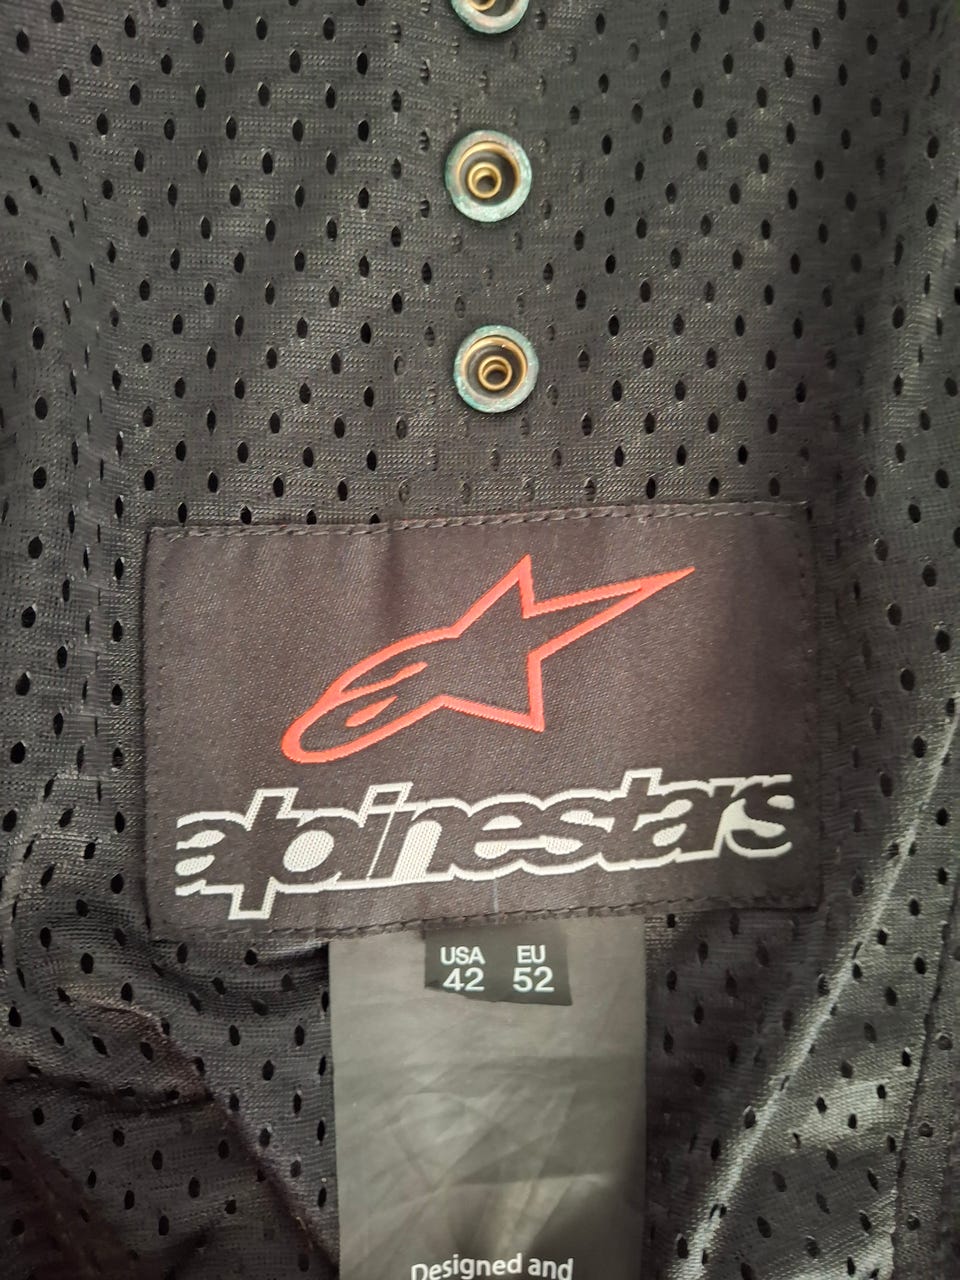 alpinestars
USA EU
42 52
Designed and